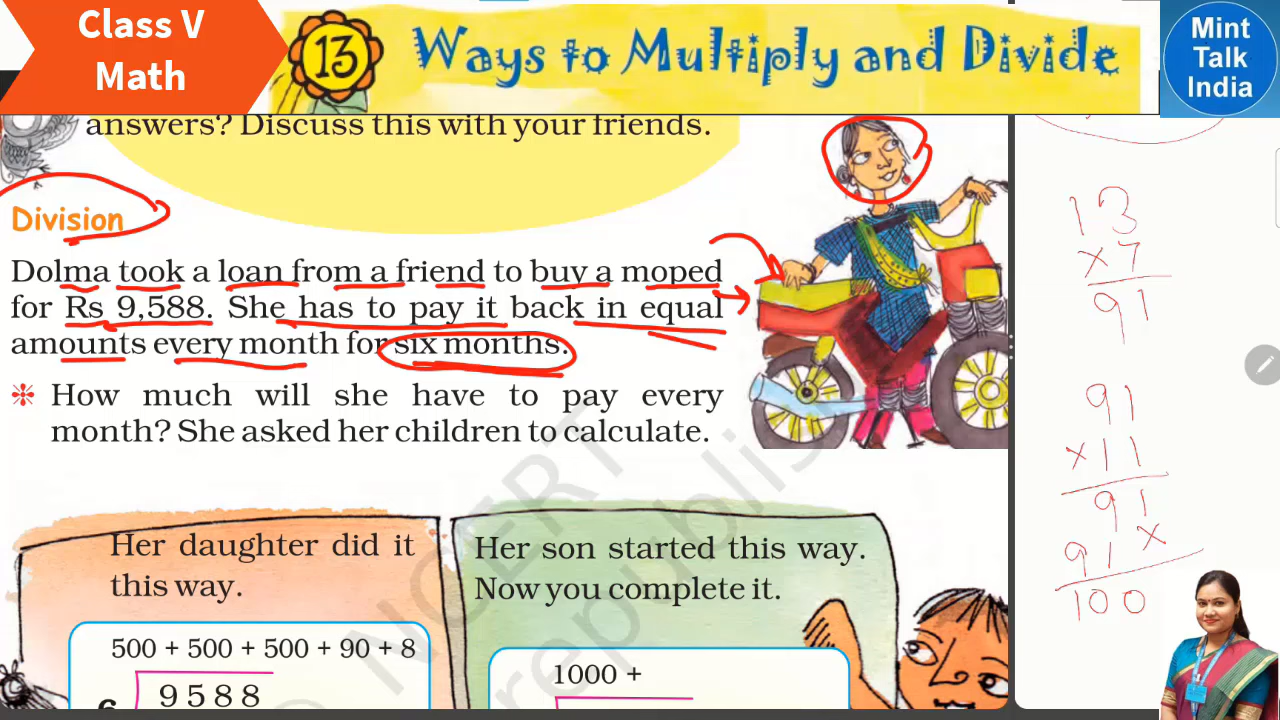 Class V
Math
13
Ways to Multiply and Divide
Mint
Talk
India
answers? Discuss this with your friends.
Division
Dolma took a loan from a friend to buy a moped
for Rs 9,588. She has to pay it back in equal
amounts every month for six months.
How much will she have to pay every
month? She asked her children to calculate.
Her daughter did it
this way.
500 + 500 + 500 + 90 + 8
6 9588
Her son started this way.
Now you complete it.
1000 +
13
×7
91
91
×11
91
91×
100
© NCERT
republis